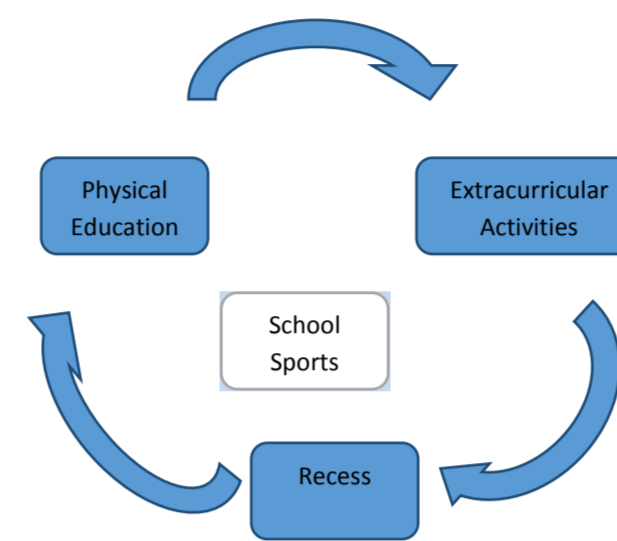 Physical
Education
Extracurricular
Activities
School
Sports
Recess